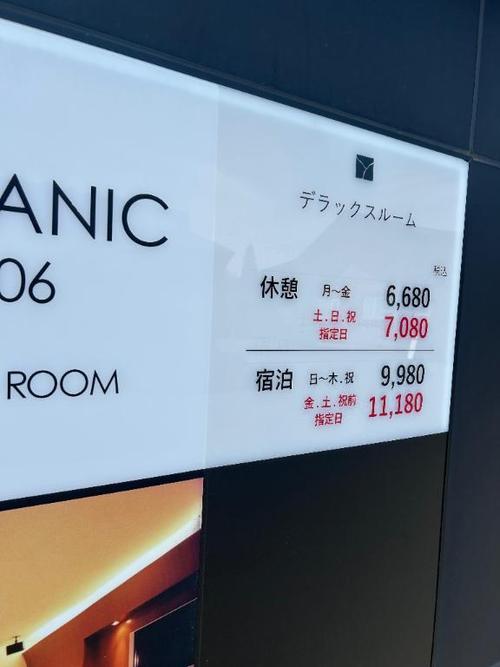 ANIC
06
ROOM
デラックスルーム
税込
休憩 月〜金 6,680
土.日.祝 指定日 7,080
宿泊 日〜木.祝 9,980
金.土.祝前 指定日 11,180